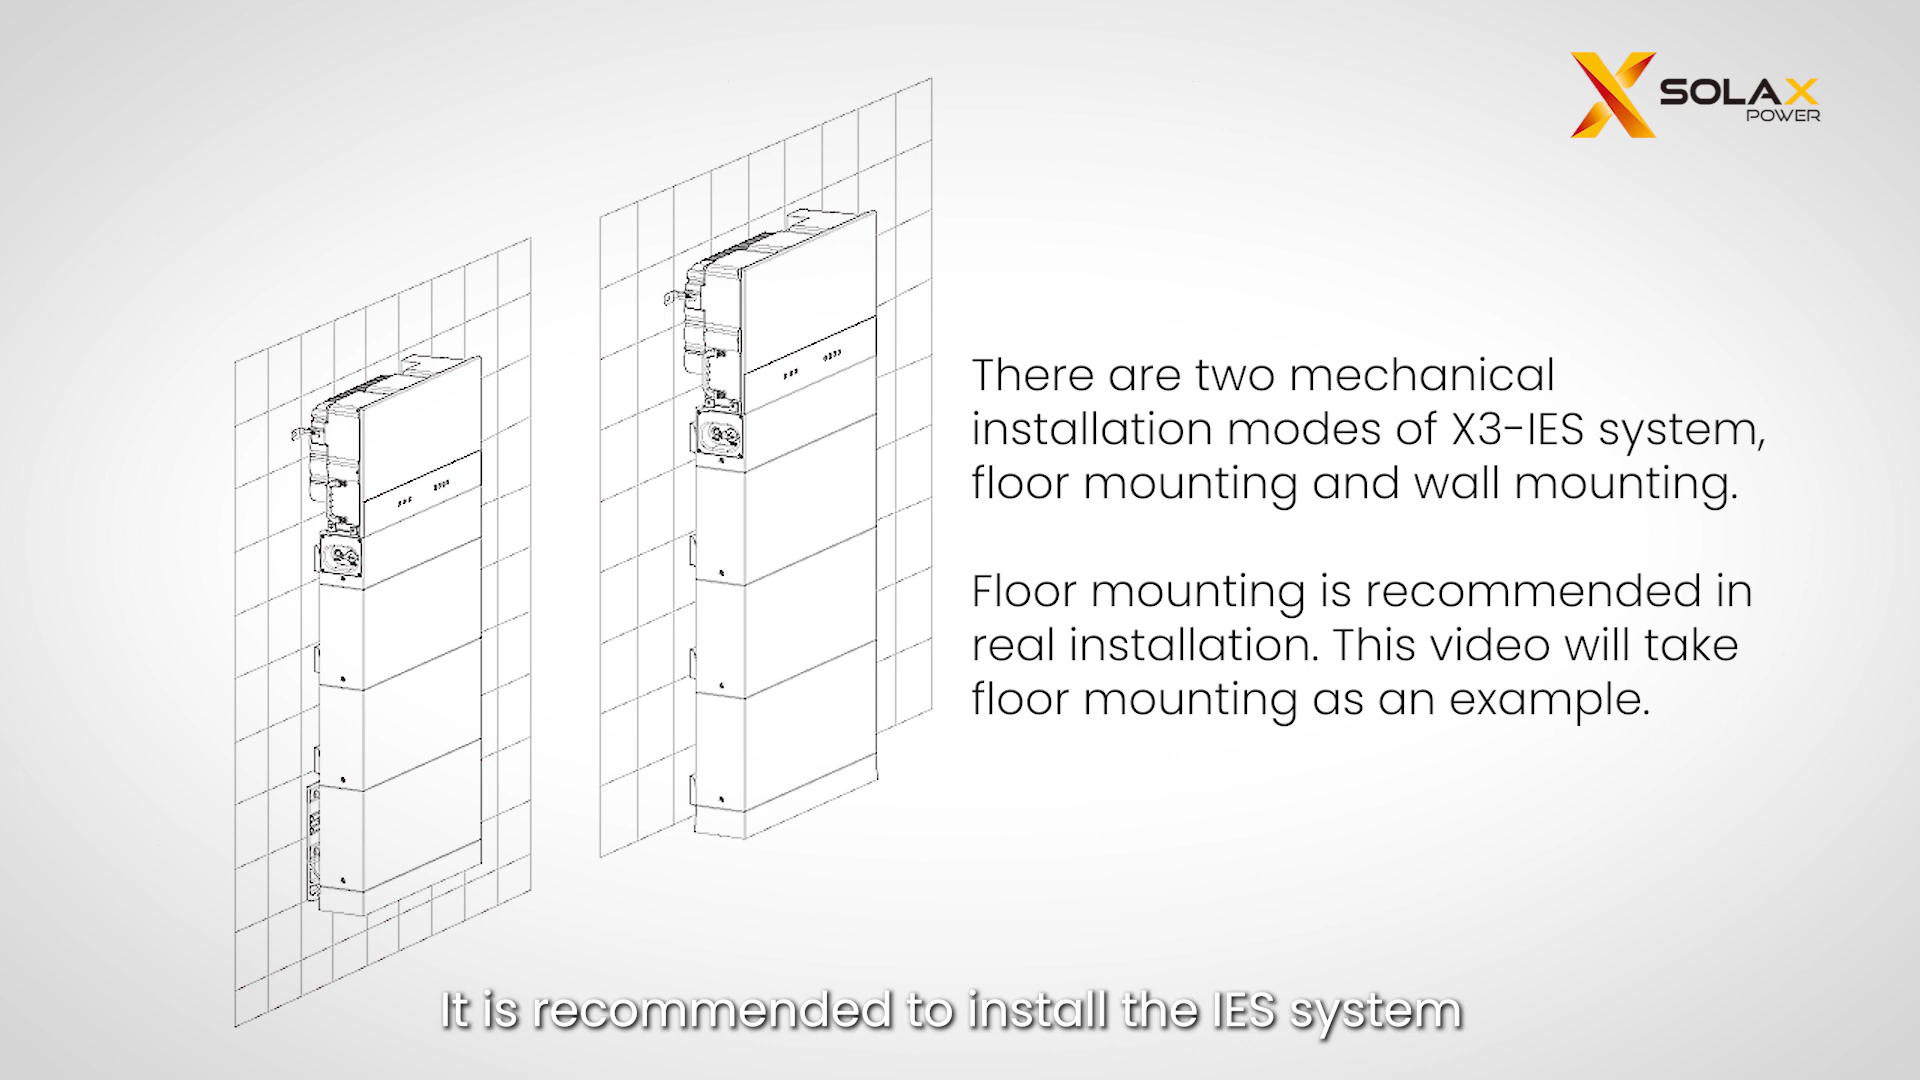 SOLAX
POWER
There are two mechanical
installation modes of X3-IES system,
floor mounting and wall mounting.
Floor mounting is recommended in
real installation. This video will take
floor mounting as an example.
It is recommended to install the IES system